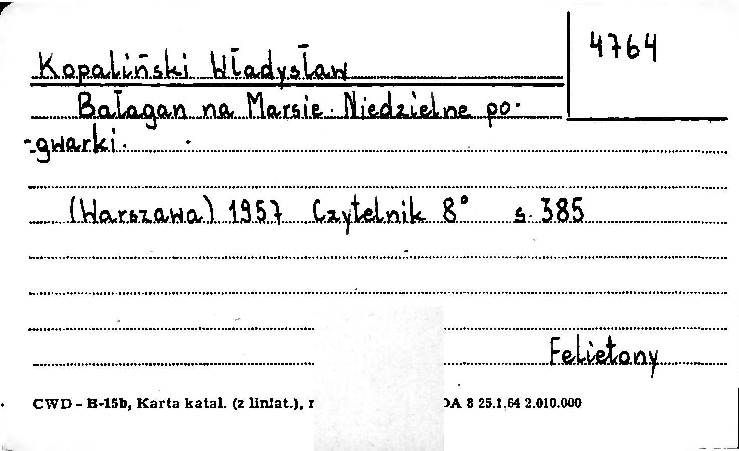 4764
Kopaliński Władysław
Bałagan na Marsie. Niedzielne po-
-gwarki.
(Warszawa) 1957 Czytelnik 8° s. 385
Felietony
CWD - B-15b, Karta katal. (z liniat.), 8 25.1.64 2.010.000